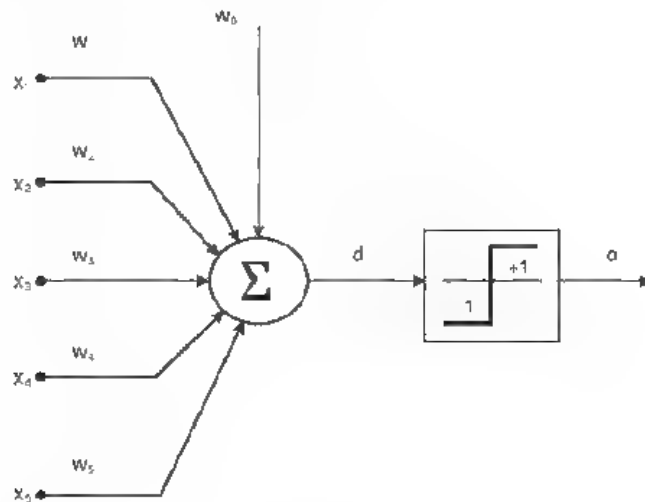 W
W₀
X₁
W₂
X₂
W₃
d
+1
a
X₃
Σ
1
W₄
X₄
W₅
X₅